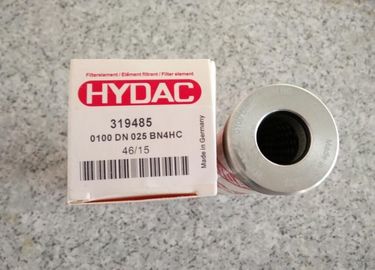 Filterelement / Elément filtrant / Filter element
HYDAC
319485
0100 DN 025 BN4HC
46/15
Made in Germany